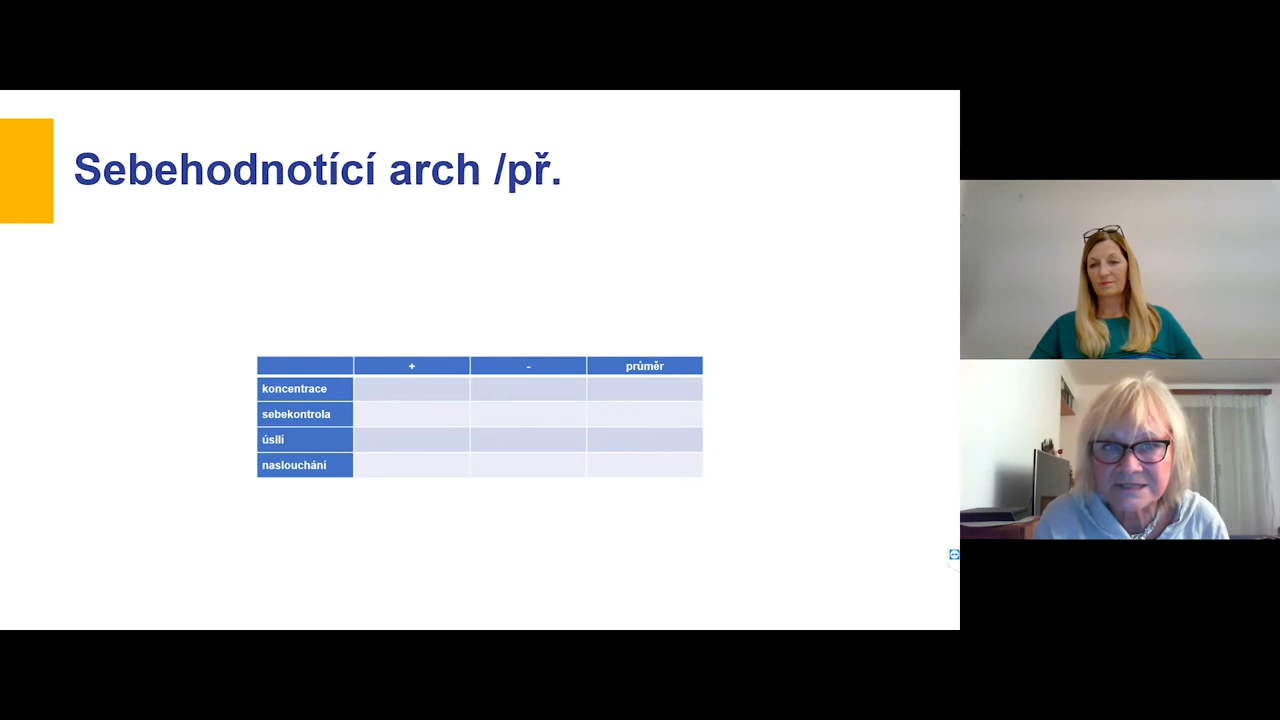 Sebehodnotící arch /př.
+ - průměr
koncentrace
sebekontrola
úsilí
naslouchání